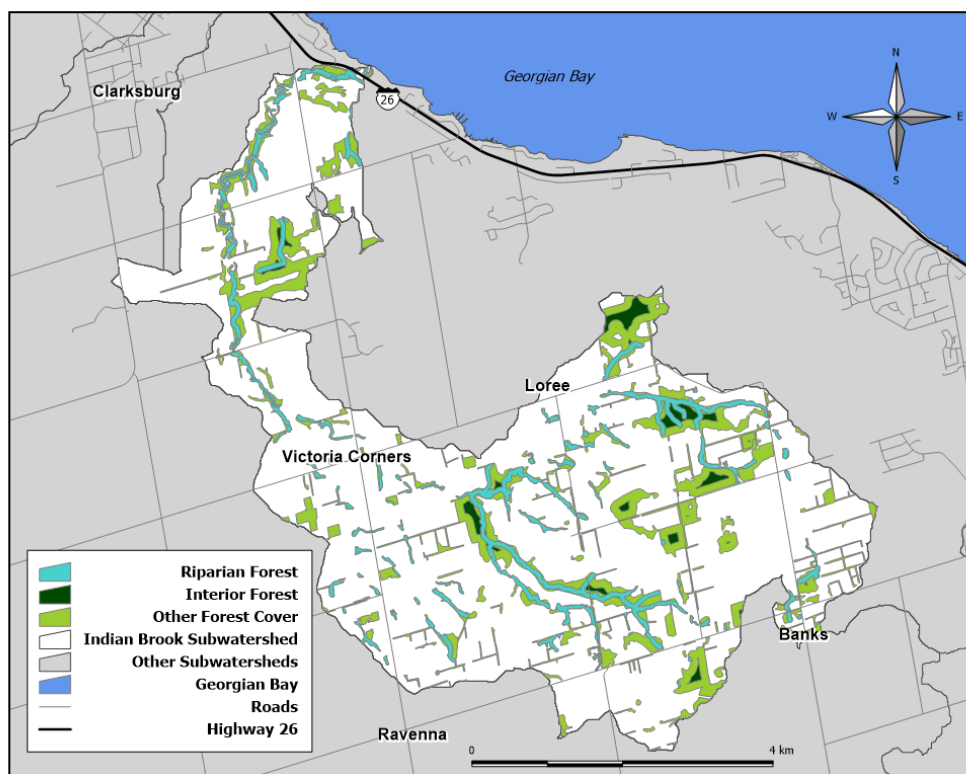 Georgian Bay
Clarksburg
26
N
W
E
S
Loree
Victoria Corners
Banks
Ravenna
Riparian Forest
Interior Forest
Other Forest Cover
Indian Brook Subwatershed
Other Subwatersheds
Georgian Bay
Roads
Highway 26
0
4 km